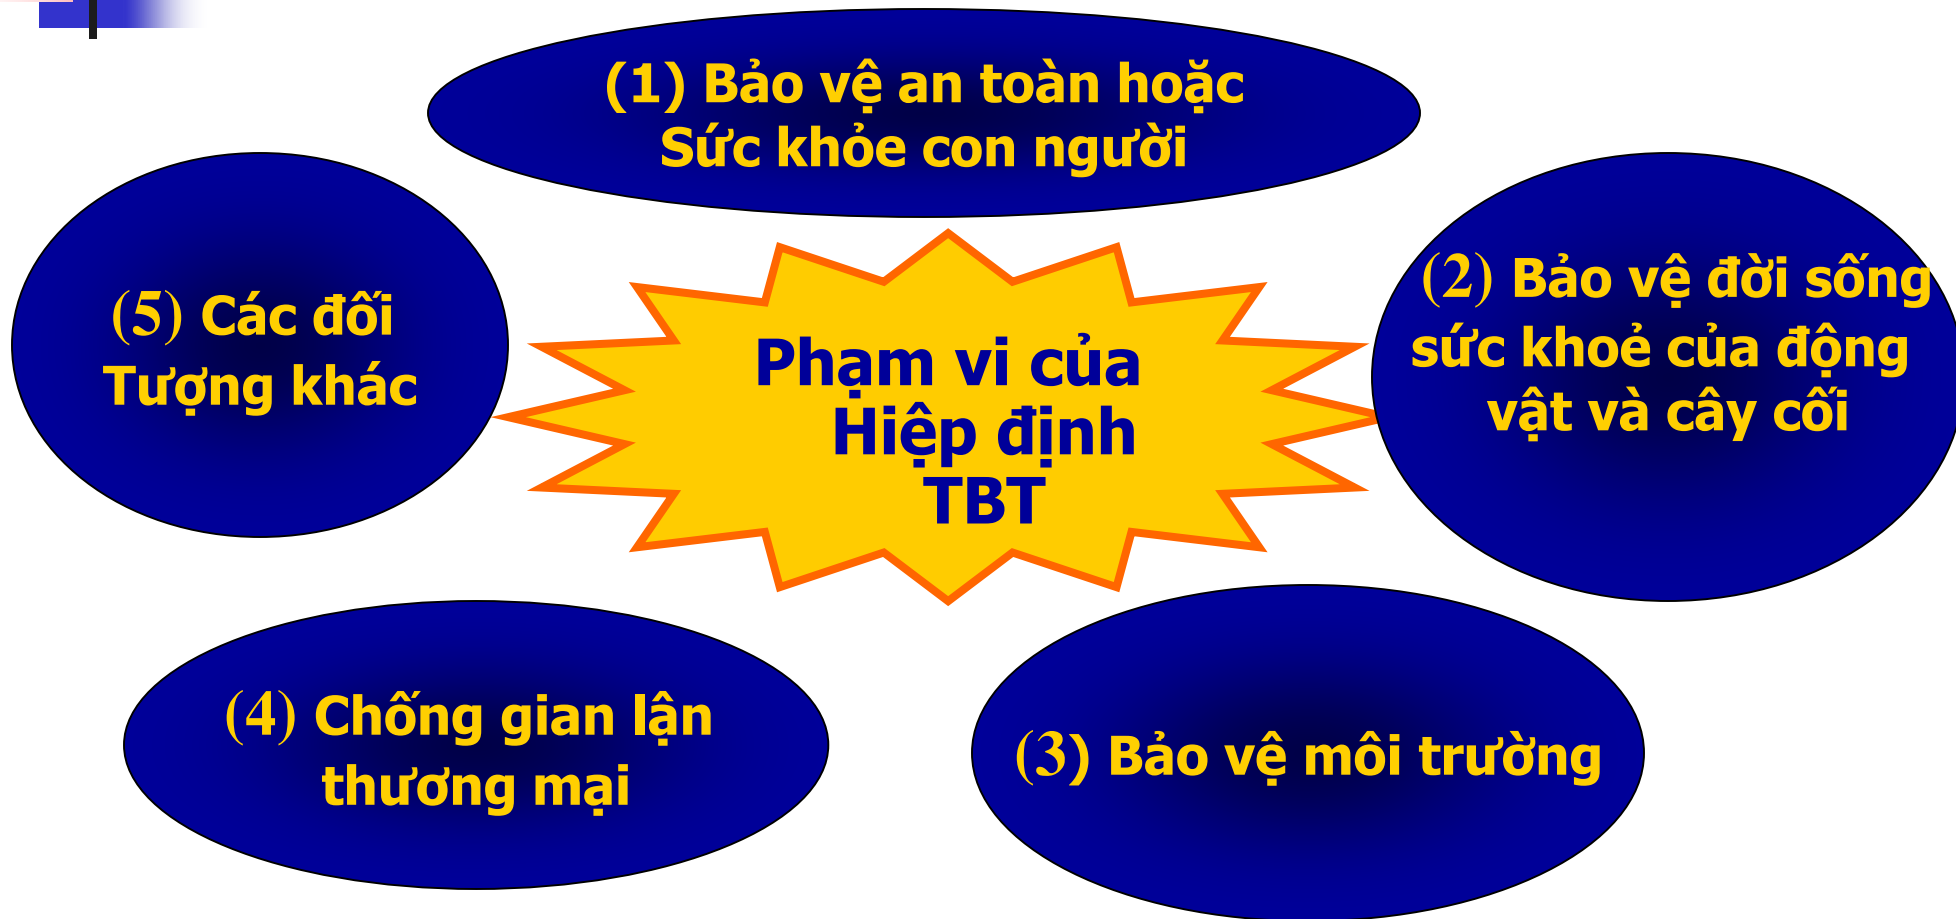 (1) Bảo vệ an toàn hoặc
Sức khỏe con người
(2) Bảo vệ đời sống
sức khoẻ của động
vật và cây cối
(3) Bảo vệ môi trường
(4) Chống gian lận
thương mại
(5) Các đối
Tượng khác
Phạm vi của
Hiệp định
TBT